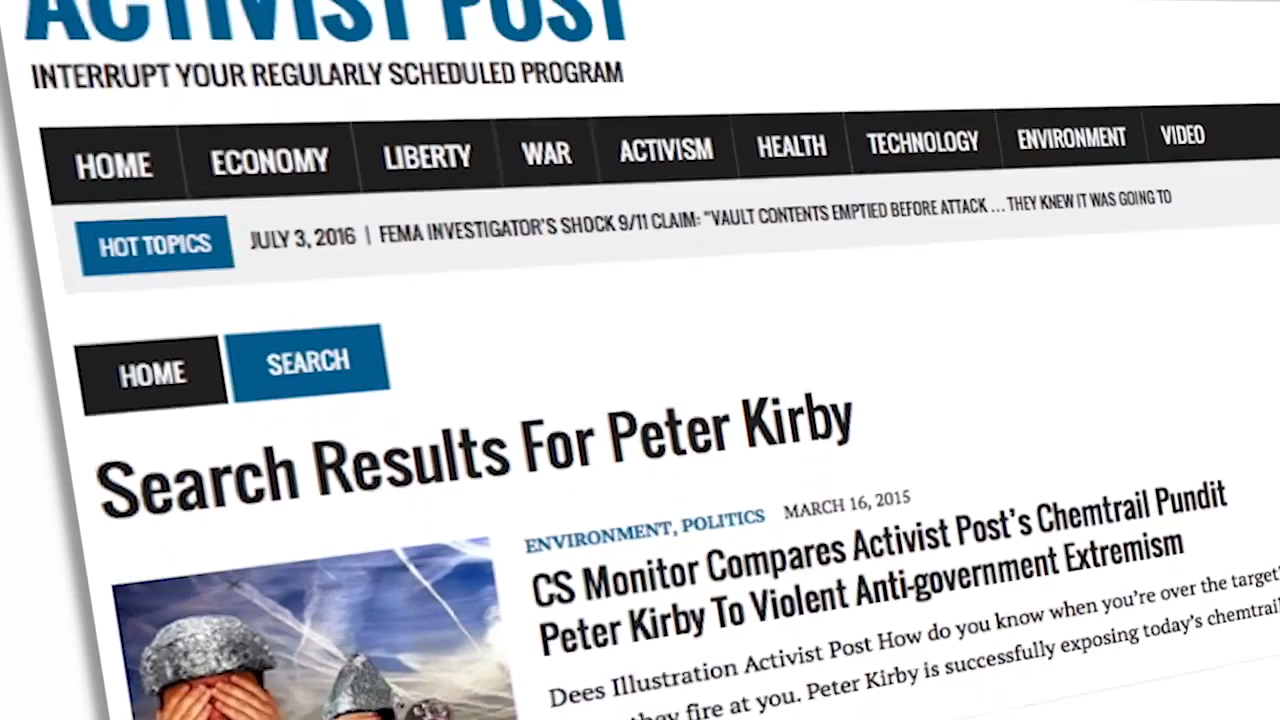 ACTIVIST POST
INTERRUPT YOUR REGULARLY SCHEDULED PROGRAM
HOME ECONOMY LIBERTY WAR ACTIVISM HEALTH TECHNOLOGY ENVIRONMENT VIDEO
HOT TOPICS JULY 3, 2016 | FEMA INVESTIGATOR'S SHOCK 9/11 CLAIM: "VAULT CONTENTS EMPTIED BEFORE ATTACK ... THEY KNEW IT WAS GOING TO
HOME SEARCH
Search Results For Peter Kirby
ENVIRONMENT, POLITICS MARCH 16, 2015
CS Monitor Compares Activist Post's Chemtrail Pundit
Peter Kirby To Violent Anti-government Extremism
Dees Illustration Activist Post How do you know when you're over the target?
they fire at you. Peter Kirby is successfully exposing today's chemtrail